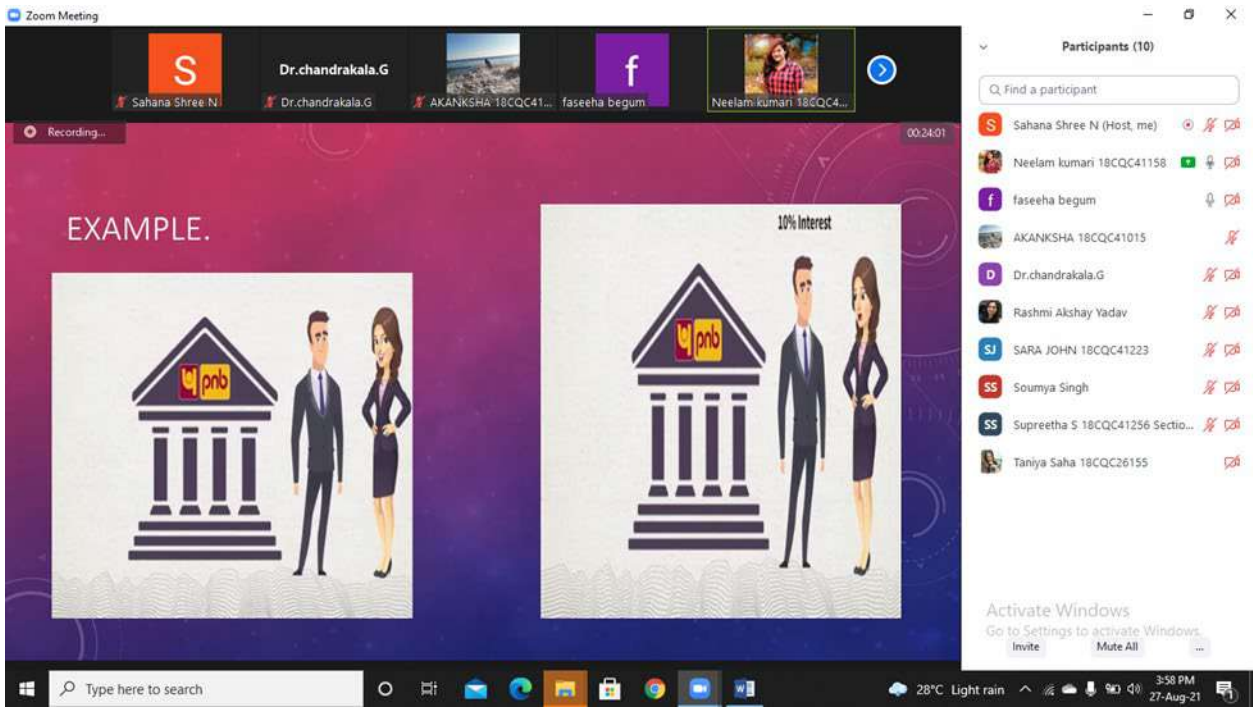 Zoom Meeting
S
Sahana Shree N
Dr.chandrakala.G
Dr.chandrakala.G
AKANKSHA 18CQC41...
f
faseeha begum
Neelam kumari 18CQC4...
Recording...
00:24:01
EXAMPLE.
ਪ pnb
10% Interest
ਪ pnb
Participants (10)
Find a participant
S Sahana Shree N (Host, me)
Neelam kumari 18CQC41158
f faseeha begum
AKANKSHA 18CQC41015
D Dr.chandrakala.G
Rashmi Akshay Yadav
SJ SARA JOHN 18CQC41223
SS Soumya Singh
SS Supreetha S 18CQC41256 Sectio...
Taniya Saha 18CQC26155
Activate Windows
Go to Settings to activate Windows.
Invite Mute All ...
Type here to search
28°C Light rain
3:58 PM
27-Aug-21
1